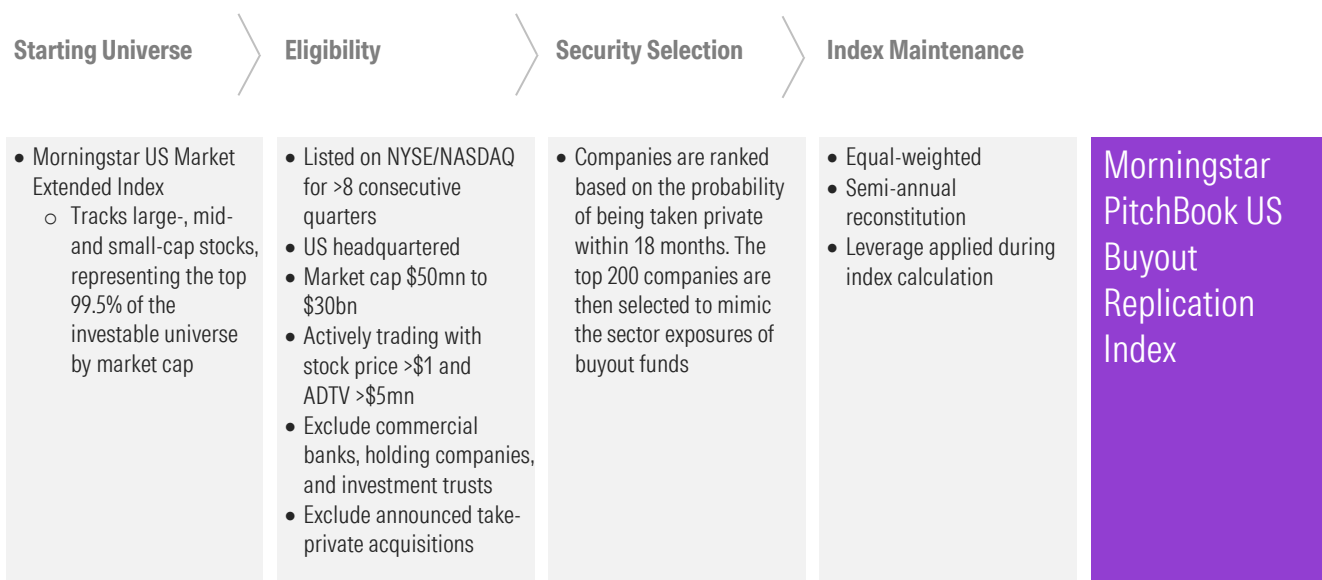 Starting Universe
Eligibility
Security Selection
Index Maintenance
• Morningstar US Market
Extended Index
o Tracks large-, mid-
and small-cap stocks,
representing the top
99.5% of the
investable universe
by market cap
• Listed on NYSE/NASDAQ
for >8 consecutive
quarters
• US headquartered
• Market cap $50mn to
$30bn
• Actively trading with
stock price >$1 and
ADTV >$5mn
• Exclude commercial
banks, holding companies,
and investment trusts
• Exclude announced take-
private acquisitions
• Companies are ranked
based on the probability
of being taken private
within 18 months. The
top 200 companies are
then selected to mimic
the sector exposures of
buyout funds
• Equal-weighted
• Semi-annual
reconstitution
• Leverage applied during
index calculation
Morningstar
PitchBook US
Buyout
Replication
Index